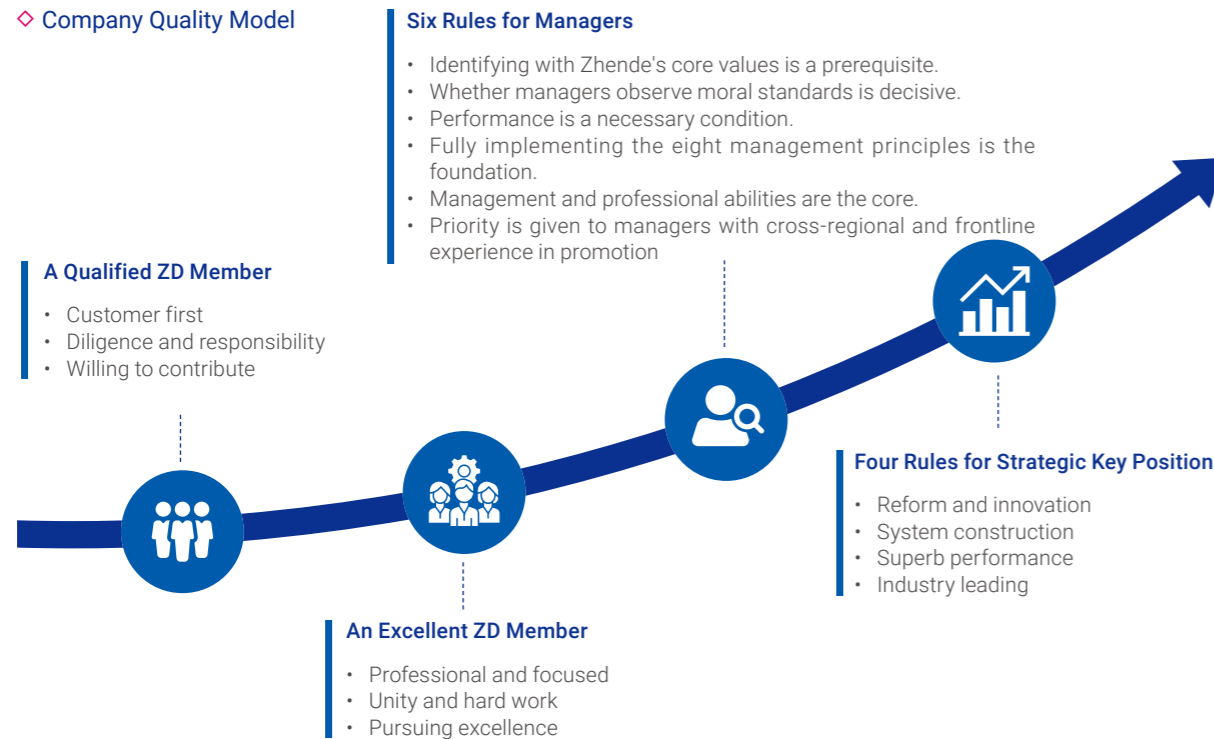 Company Quality Model
Six Rules for Managers
• Identifying with Zhende's core values is a prerequisite.
• Whether managers observe moral standards is decisive.
• Performance is a necessary condition.
• Fully implementing the eight management principles is the
foundation.
• Management and professional abilities are the core.
• Priority is given to managers with cross-regional and frontline
experience in promotion
A Qualified ZD Member
• Customer first
• Diligence and responsibility
• Willing to contribute
Four Rules for Strategic Key Position
• Reform and innovation
• System construction
• Superb performance
• Industry leading
An Excellent ZD Member
• Professional and focused
• Unity and hard work
• Pursuing excellence